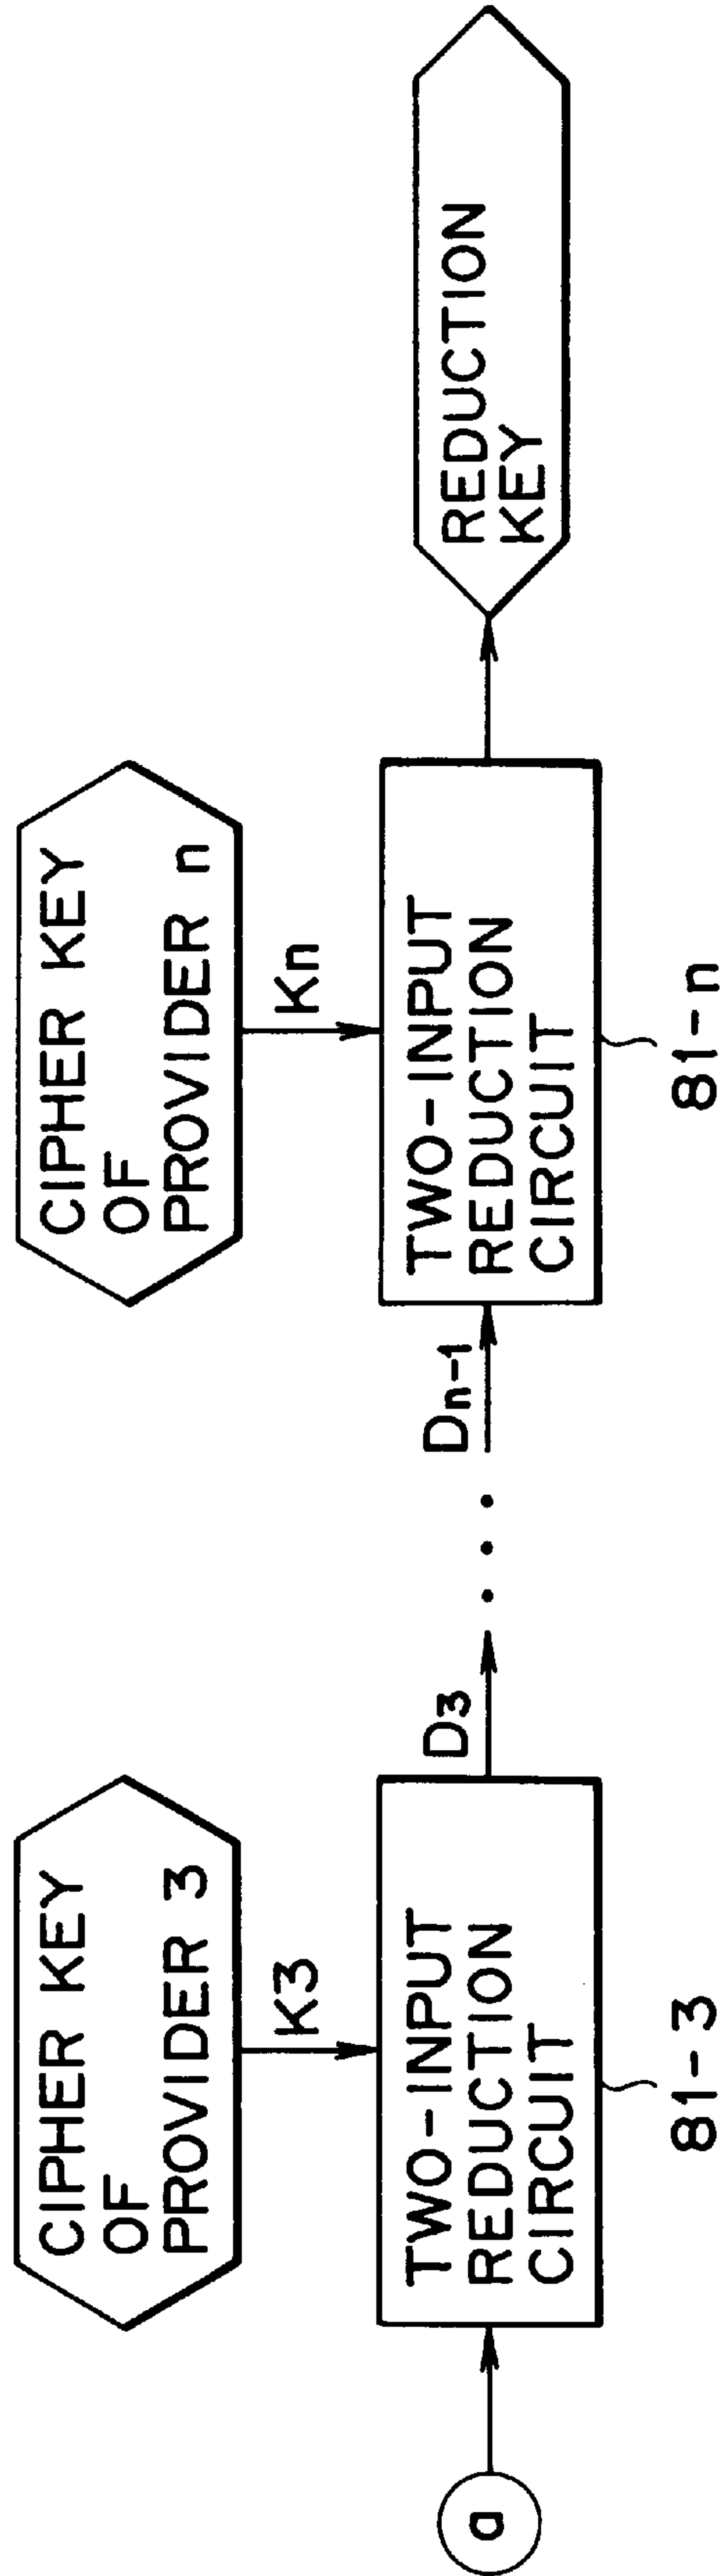 CIPHER KEY
OF
PROVIDER 3
K3
a
TWO-INPUT
REDUCTION
CIRCUIT
81-3
D3
CIPHER KEY
OF
PROVIDER n
Kn
Dn-1
TWO-INPUT
REDUCTION
CIRCUIT
81-n
REDUCTION
KEY